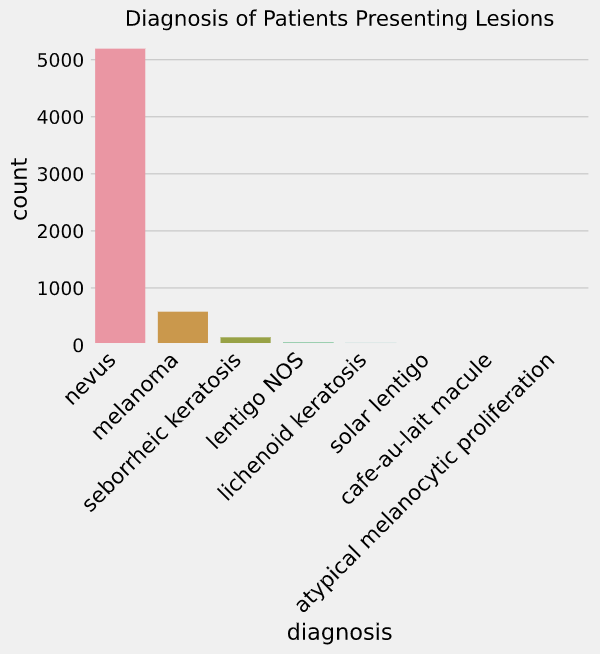 Diagnosis of Patients Presenting Lesions
5000
4000
3000
2000
1000
0
count
nevus
melanoma
seborrheic keratosis
lentigo NOS
lichenoid keratosis
solar lentigo
cafe-au-lait macule
atypical melanocytic proliferation
diagnosis